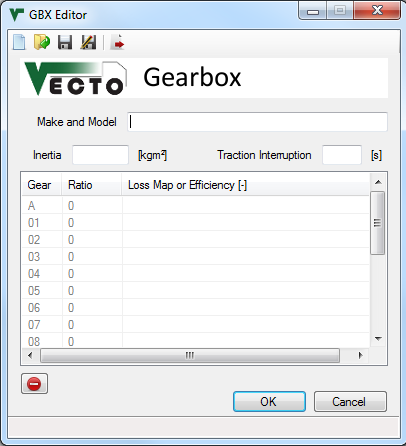 GBX Editor
VECTO Gearbox
Make and Model
Inertia [kgm²] Traction Interruption [s]
Gear Ratio Loss Map or Efficiency [-]
A 0
01 0
02 0
03 0
04 0
05 0
06 0
07 0
08 0
OK Cancel